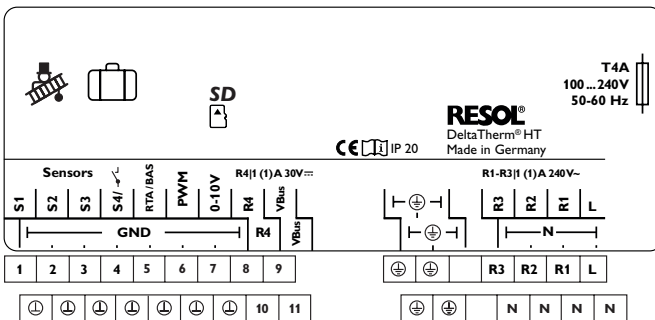 T4A
100 ... 240V
50-60 Hz
SD
RESOL®
DeltaTherm® HT
Made in Germany
CE IP 20
Sensors
R4|1 (1) A 30V⎓
R1-R3|1 (1) A 240V~
S1 S2 S3 S4/ RTA/BAS PWM 0-10V R4 VBus R3 R2 R1 L
GND R4 VBus N
1 2 3 4 5 6 7 8 9 R3 R2 R1 L
10 11 N N N N